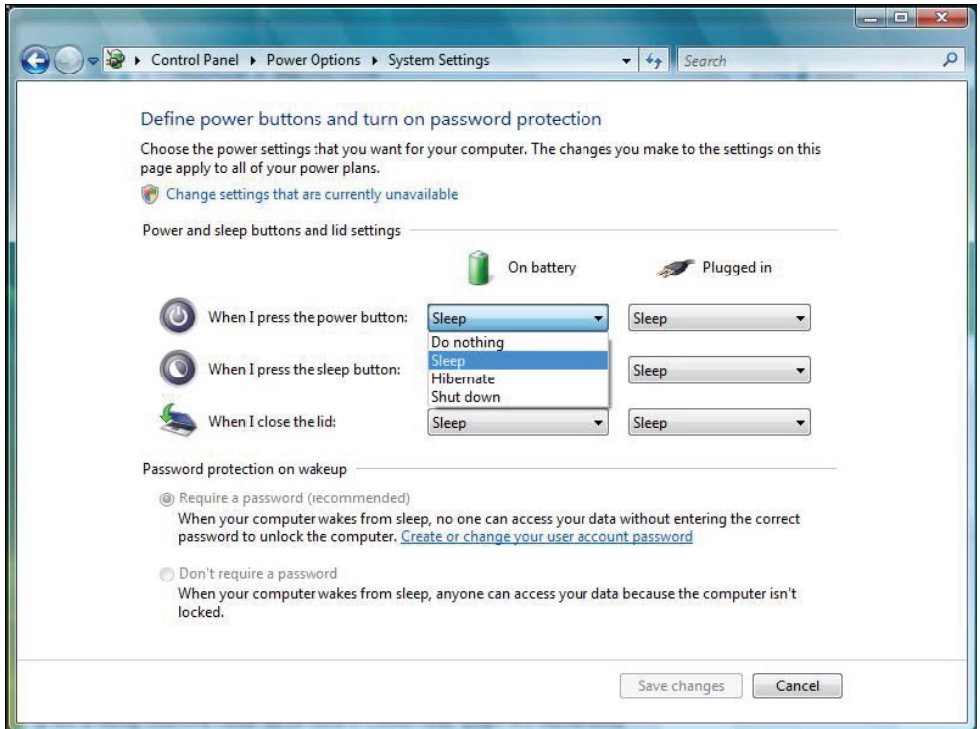 Control Panel ▸ Power Options ▸ System Settings
Search
Define power buttons and turn on password protection
Choose the power settings that you want for your computer. The changes you make to the settings on this
page apply to all of your power plans.
Change settings that are currently unavailable
Power and sleep buttons and lid settings
On battery
Plugged in
When I press the power button:
Sleep
Sleep
Do nothing
Sleep
Hibernate
Shut down
When I press the sleep button:
Sleep
When I close the lid:
Sleep
Sleep
Password protection on wakeup
Require a password (recommended)
When your computer wakes from sleep, no one can access your data without entering the correct
password to unlock the computer. Create or change your user account password
Don't require a password
When your computer wakes from sleep, anyone can access your data because the computer isn't
locked.
Save changes
Cancel